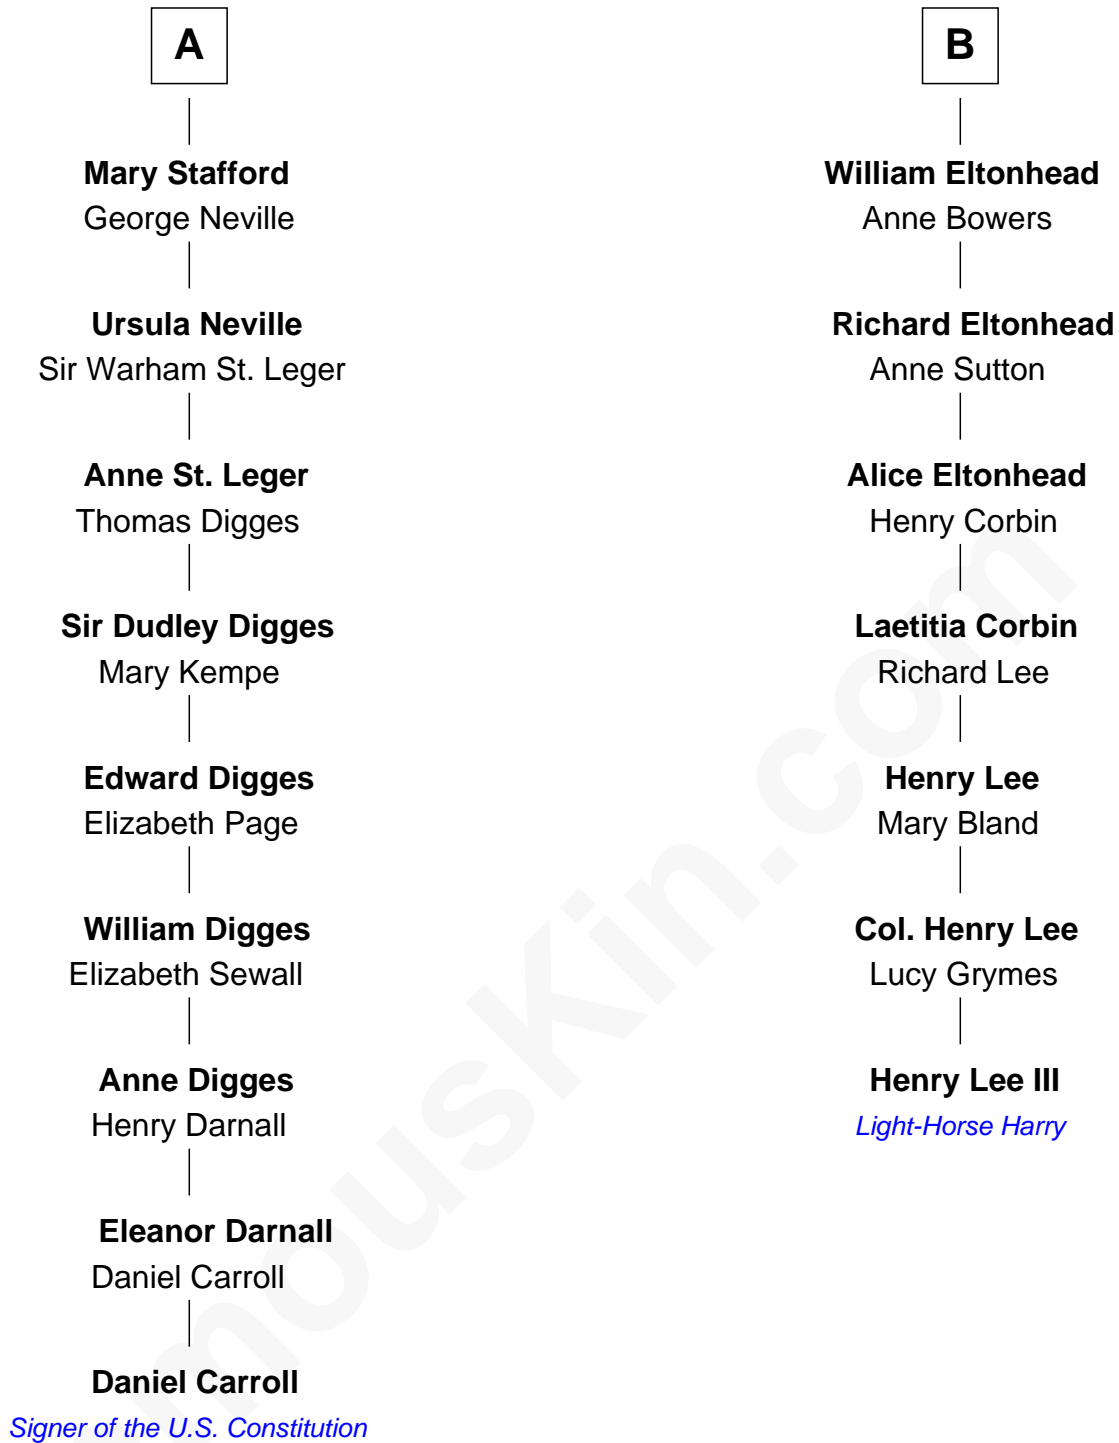 A
Mary Stafford
George Neville
Ursula Neville
Sir Warham St. Leger
Anne St. Leger
Thomas Digges
Sir Dudley Digges
Mary Kempe
Edward Digges
Elizabeth Page
William Digges
Elizabeth Sewall
Anne Digges
Henry Darnall
Eleanor Darnall
Daniel Carroll
Daniel Carroll
Signer of the U.S. Constitution
B
William Eltonhead
Anne Bowers
Richard Eltonhead
Anne Sutton
Alice Eltonhead
Henry Corbin
Laetitia Corbin
Richard Lee
Henry Lee
Mary Bland
Col. Henry Lee
Lucy Grymes
Henry Lee III
Light-Horse Harry
mousKin.com